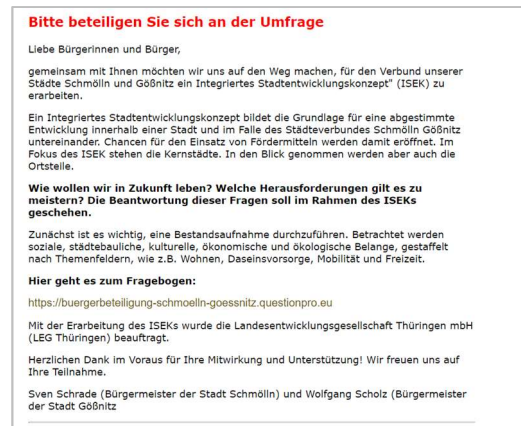 Bitte beteiligen Sie sich an der Umfrage
Liebe Bürgerinnen und Bürger,
gemeinsam mit Ihnen möchten wir uns auf den Weg machen, für den Verbund unserer
Städte Schmölln und Gößnitz ein Integriertes Stadtentwicklungskonzept" (ISEK) zu
erarbeiten.
Ein Integriertes Stadtentwicklungskonzept bildet die Grundlage für eine abgestimmte
Entwicklung innerhalb einer Stadt und im Falle des Städteverbundes Schmölln Gößnitz
untereinander. Chancen für den Einsatz von Fördermitteln werden damit eröffnet. Im
Fokus des ISEK stehen die Kernstädte. In den Blick genommen werden aber auch die
Ortsteile.
Wie wollen wir in Zukunft leben? Welche Herausforderungen gilt es zu
meistern? Die Beantwortung dieser Fragen soll im Rahmen des ISEKs
geschehen.
Zunächst ist es wichtig, eine Bestandsaufnahme durchzuführen. Betrachtet werden
soziale, städtebauliche, kulturelle, ökonomische und ökologische Belange, gestaffelt
nach Themenfeldern, wie z.B. Wohnen, Daseinsvorsorge, Mobilität und Freizeit.
Hier geht es zum Fragebogen:
https://buergerbeteiligung-schmoelln-goessnitz.questionpro.eu
Mit der Erarbeitung des ISEKs wurde die Landesentwicklungsgesellschaft Thüringen mbH
(LEG Thüringen) beauftragt.
Herzlichen Dank im Voraus für Ihre Mitwirkung und Unterstützung! Wir freuen uns auf
Ihre Teilnahme.
Sven Schrade (Bürgermeister der Stadt Schmölln) und Wolfgang Scholz (Bürgermeister
der Stadt Gößnitz